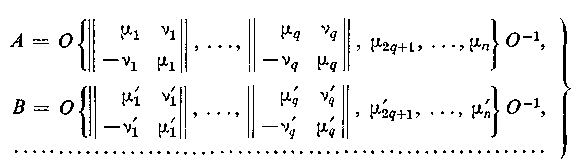 A = O { ‖ μ₁ ν₁ ; −ν₁ μ₁ ‖ , . . . , ‖ μ_q ν_q ; −ν_q μ_q ‖ , μ_{2q+1}, . . . , μ_n } O⁻¹,
B = O { ‖ μ′₁ ν′₁ ; −ν′₁ μ′₁ ‖ , . . . , ‖ μ′_q ν′_q ; −ν′_q μ′_q ‖ , μ′_{2q+1}, . . . , μ′_n } O⁻¹, }
. . . . . . . . . . . . . . . . . . . . . . . . . . . . . . . . . . . . . . . .